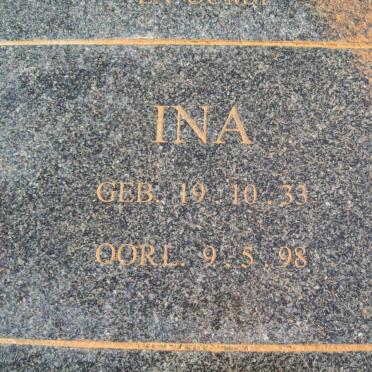 INA
GEB. 19.10.33
OORL. 9.5.98